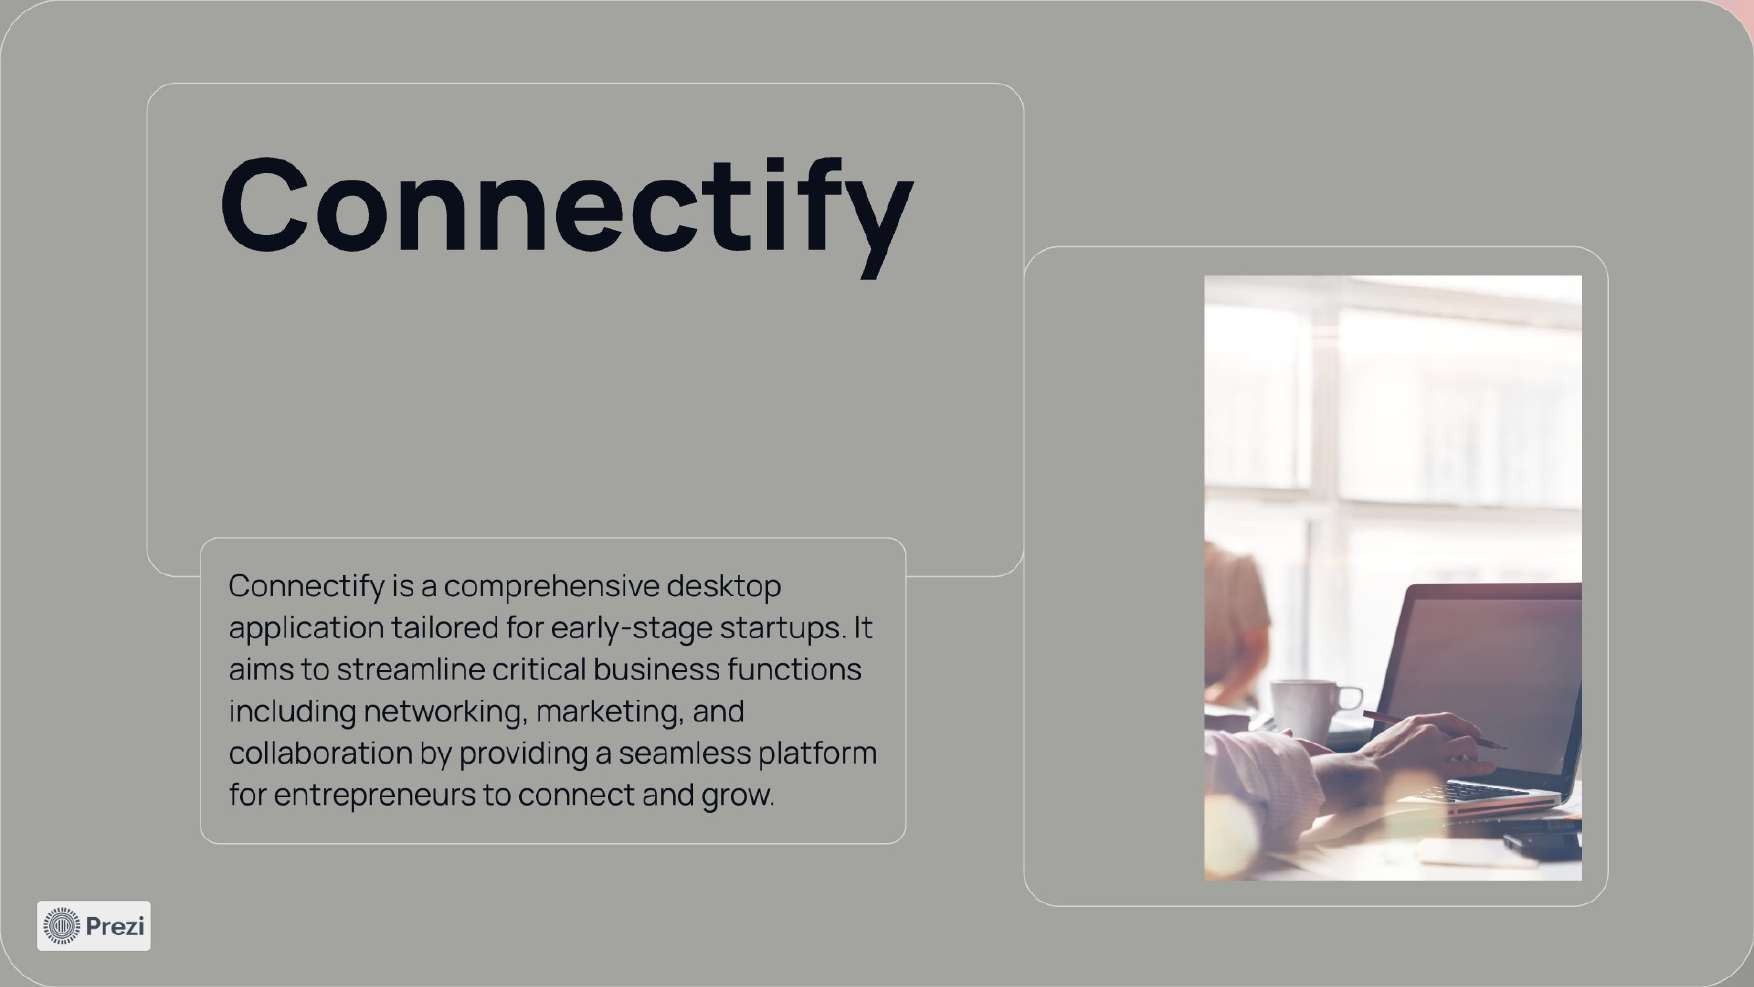 Connectify
Connectify is a comprehensive desktop
application tailored for early-stage startups. It
aims to streamline critical business functions
including networking, marketing, and
collaboration by providing a seamless platform
for entrepreneurs to connect and grow.
Prezi